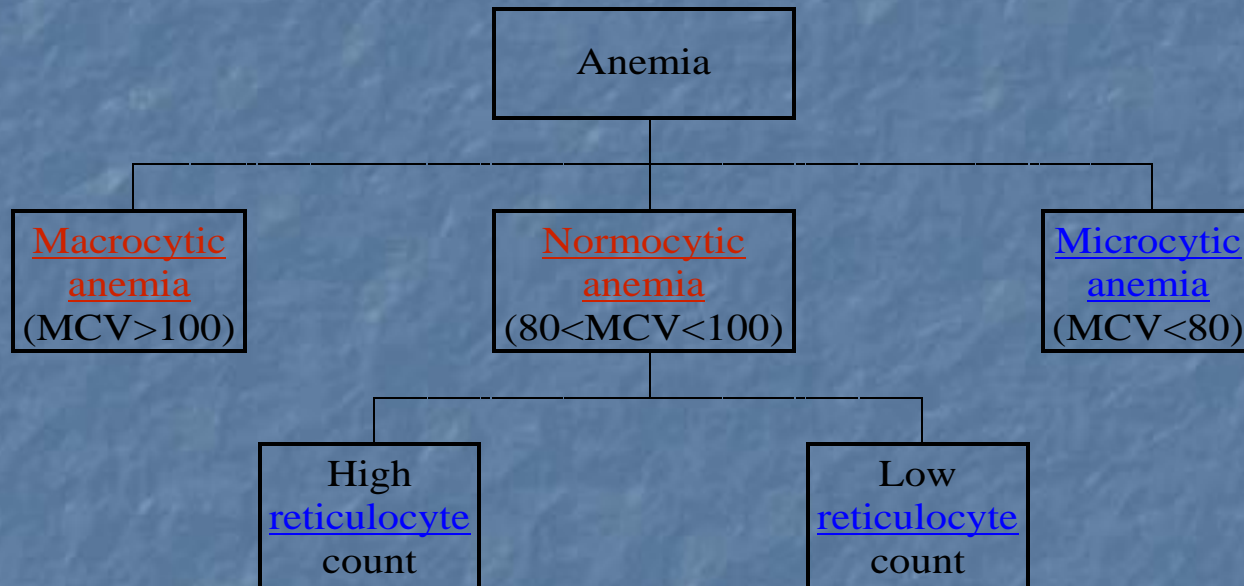 Anemia
Macrocytic
anemia
(MCV>100)
Normocytic
anemia
(80<MCV<100)
Microcytic
anemia
(MCV<80)
High
reticulocyte
count
Low
reticulocyte
count